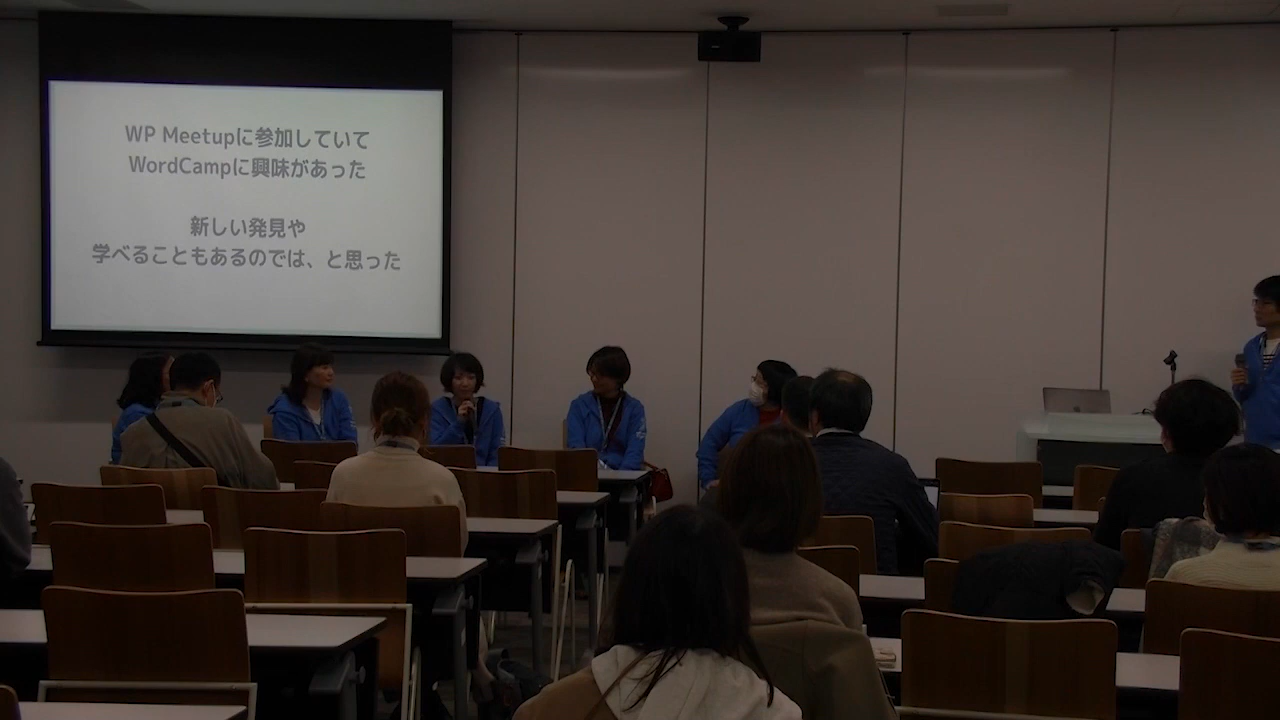 WP Meetupに参加していて
WordCampに興味があった
新しい発見や
学べることもあるのでは、と思った